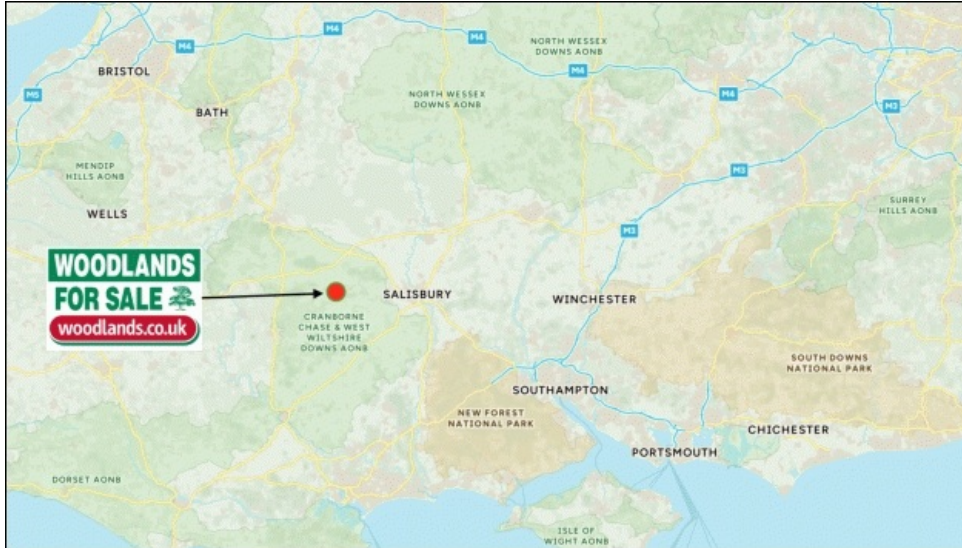 M4
NORTH WESSEX
DOWNS AONB
M4
M4
BRISTOL
M4
M5
NORTH WESSEX
DOWNS AONB
M4
M3
BATH
MENDIP
HILLS AONB
M3
WELLS
SURREY
HILLS AONB
M3
WOODLANDS
FOR SALE
woodlands.co.uk
SALISBURY
WINCHESTER
CRANBORNE
CHASE & WEST
WILTSHIRE
DOWNS AONB
SOUTH DOWNS
NATIONAL PARK
SOUTHAMPTON
NEW FOREST
NATIONAL PARK
CHICHESTER
PORTSMOUTH
DORSET AONB
ISLE OF
WIGHT AONB